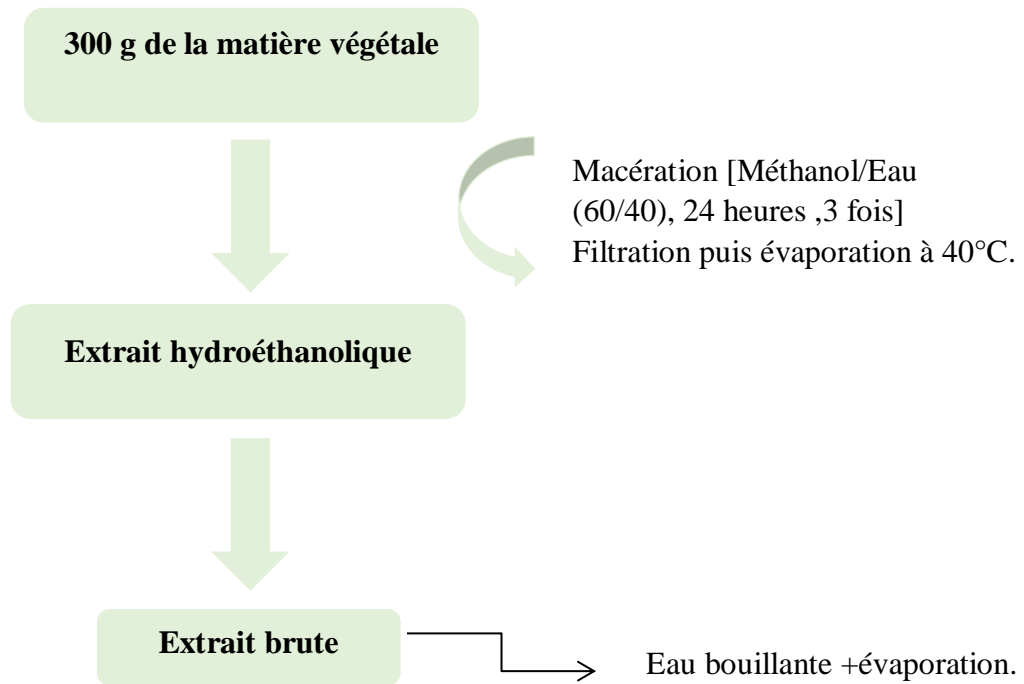 300 g de la matière végétale
Macération [Méthanol/Eau
(60/40), 24 heures ,3 fois]
Filtration puis évaporation à 40°C.
Extrait hydroéthanolique
Extrait brute
Eau bouillante +évaporation.